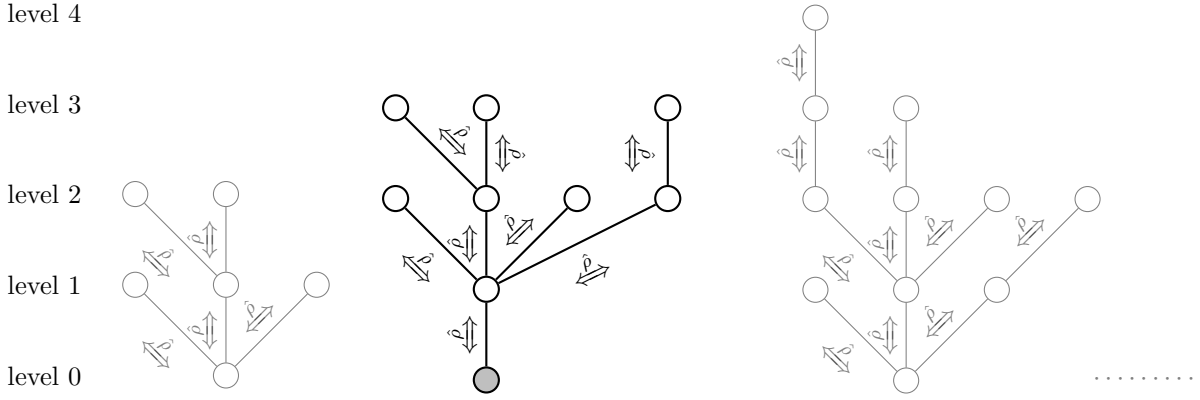 level 4
ρ̂
level 3
ρ̂ ρ̂ ρ̂ ρ̂ ρ̂
level 2
ρ̂ ρ̂ ρ̂ ρ̂ ρ̂ ρ̂ ρ̂ ρ̂ ρ̂ ρ̂
level 1
ρ̂ ρ̂ ρ̂ ρ̂ ρ̂ ρ̂ ρ̂
level 0 .........